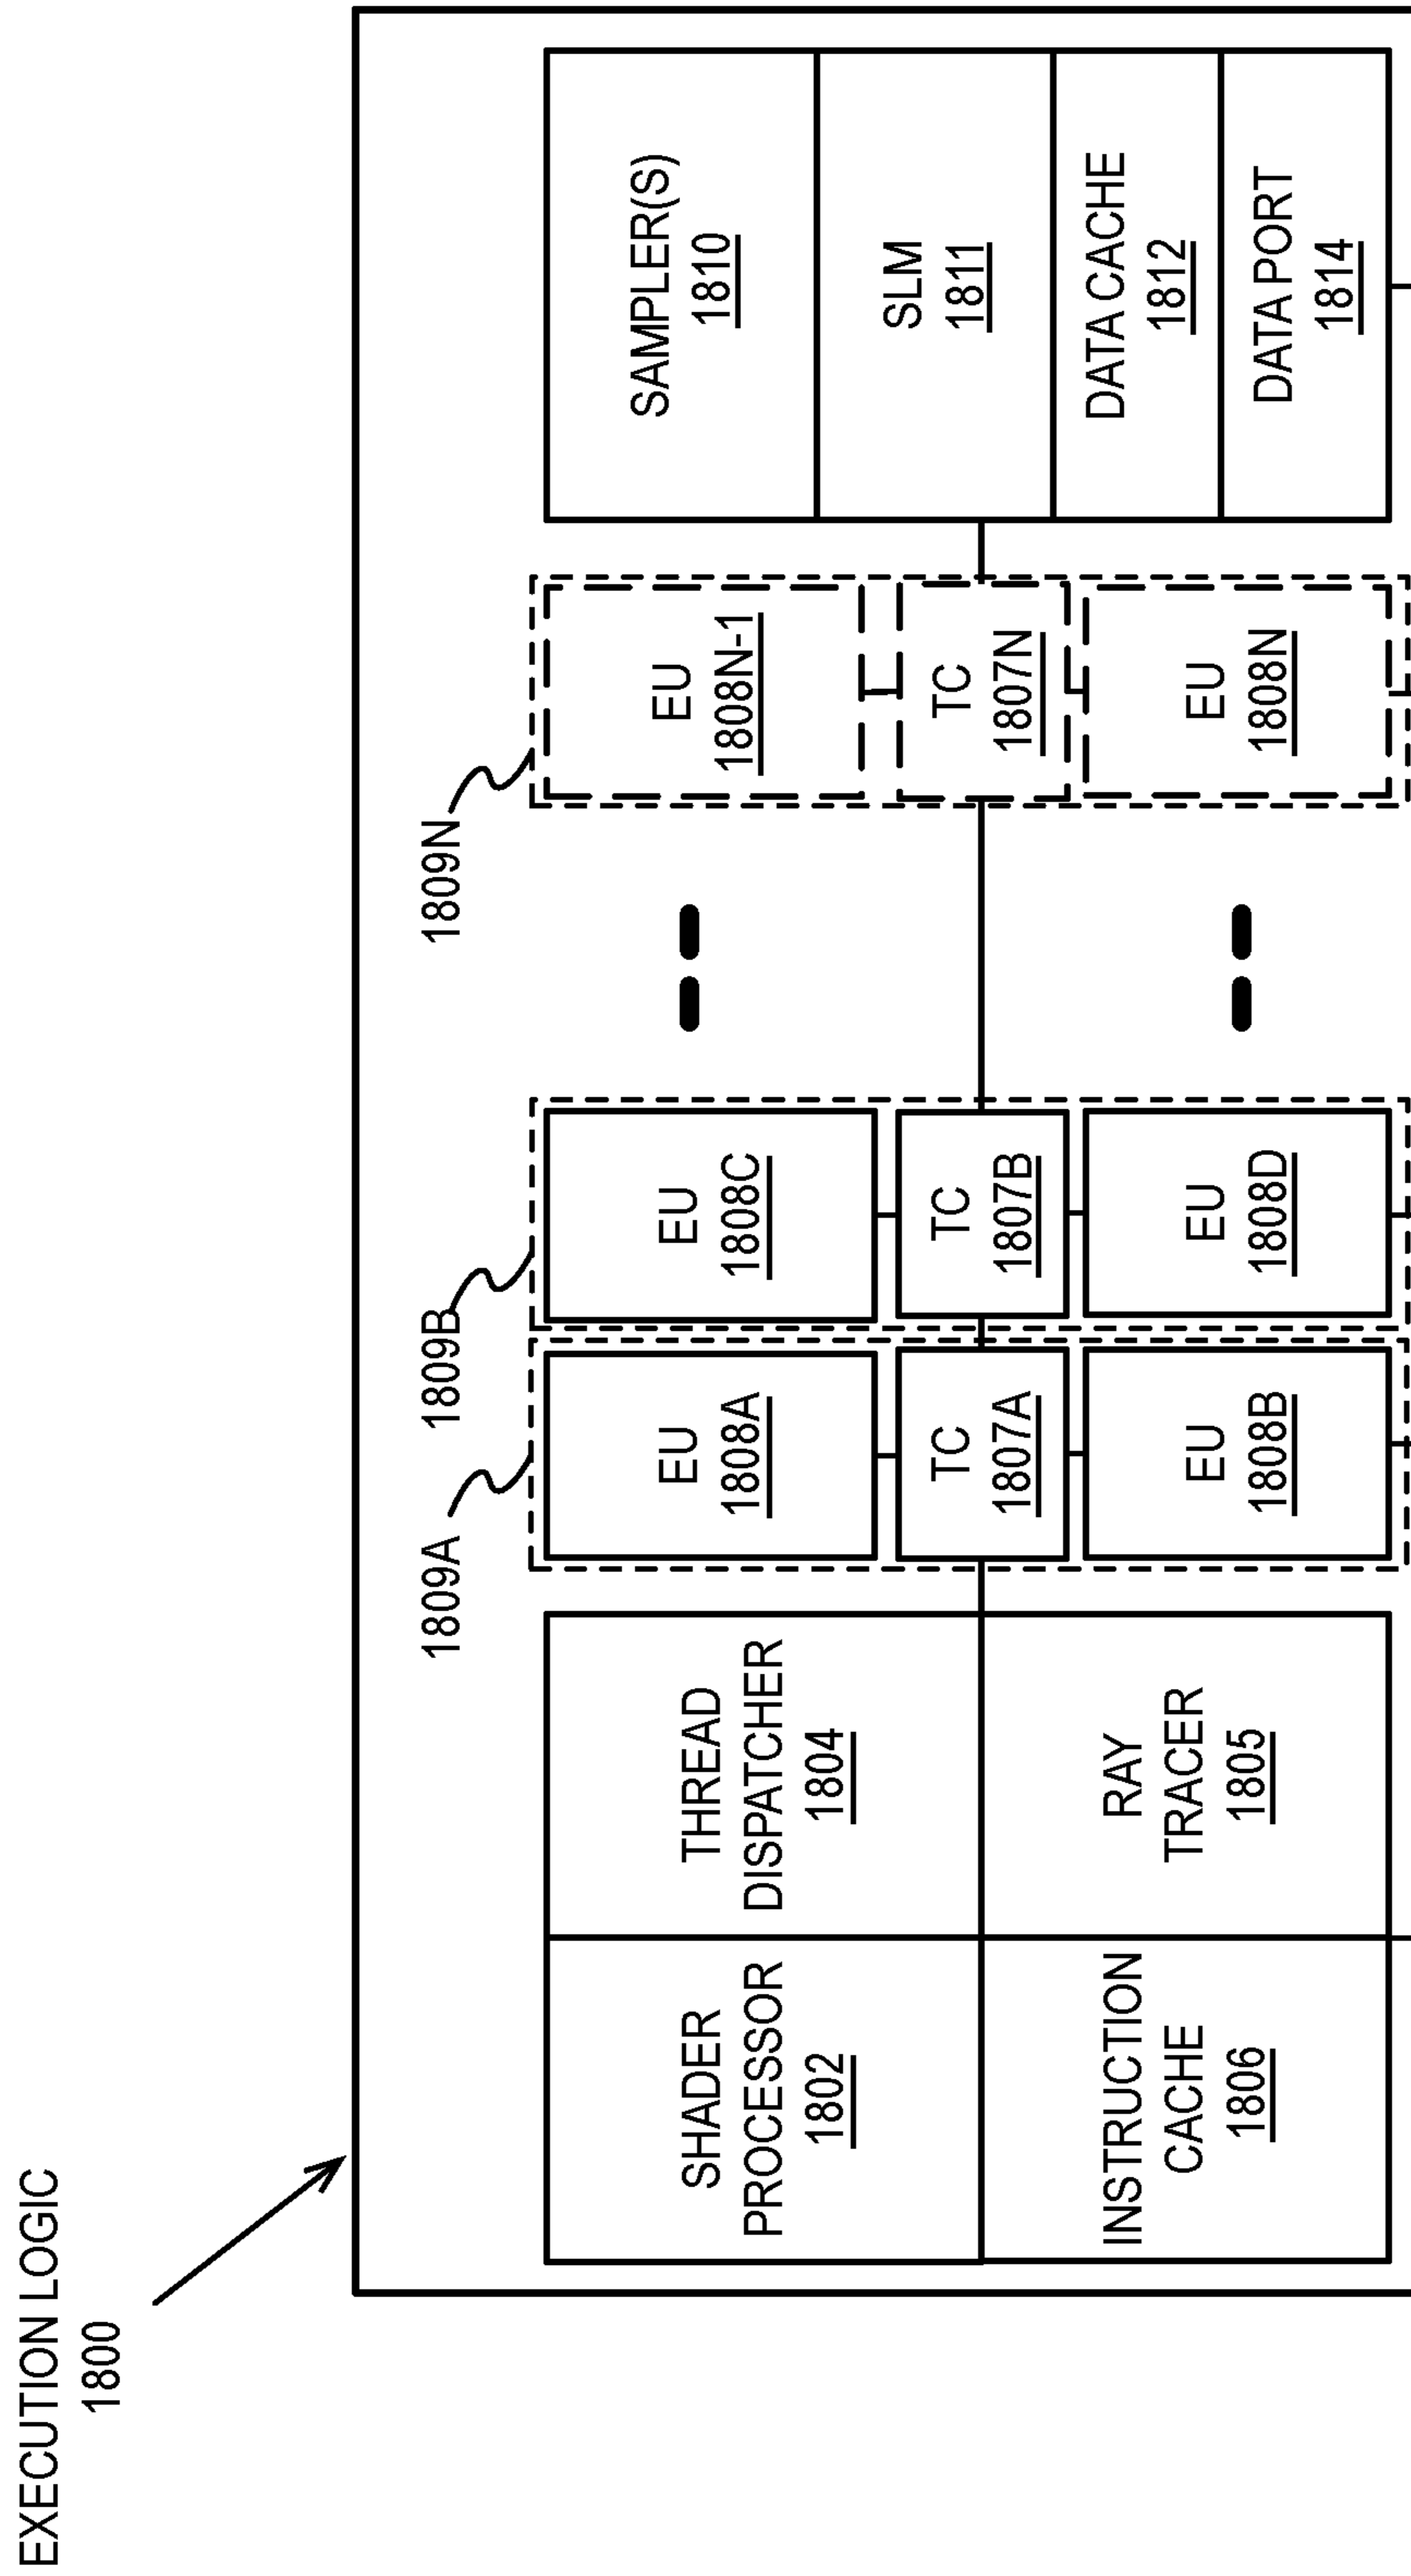 EXECUTION LOGIC
1800
1809A
1809B
1809N
SHADER
PROCESSOR
1802
THREAD
DISPATCHER
1804
INSTRUCTION
CACHE
1806
RAY
TRACER
1805
EU
1808A
TC
1807A
EU
1808B
EU
1808C
TC
1807B
EU
1808D
EU
1808N-1
TC
1807N
EU
1808N
SAMPLER(S)
1810
SLM
1811
DATA CACHE
1812
DATA PORT
1814